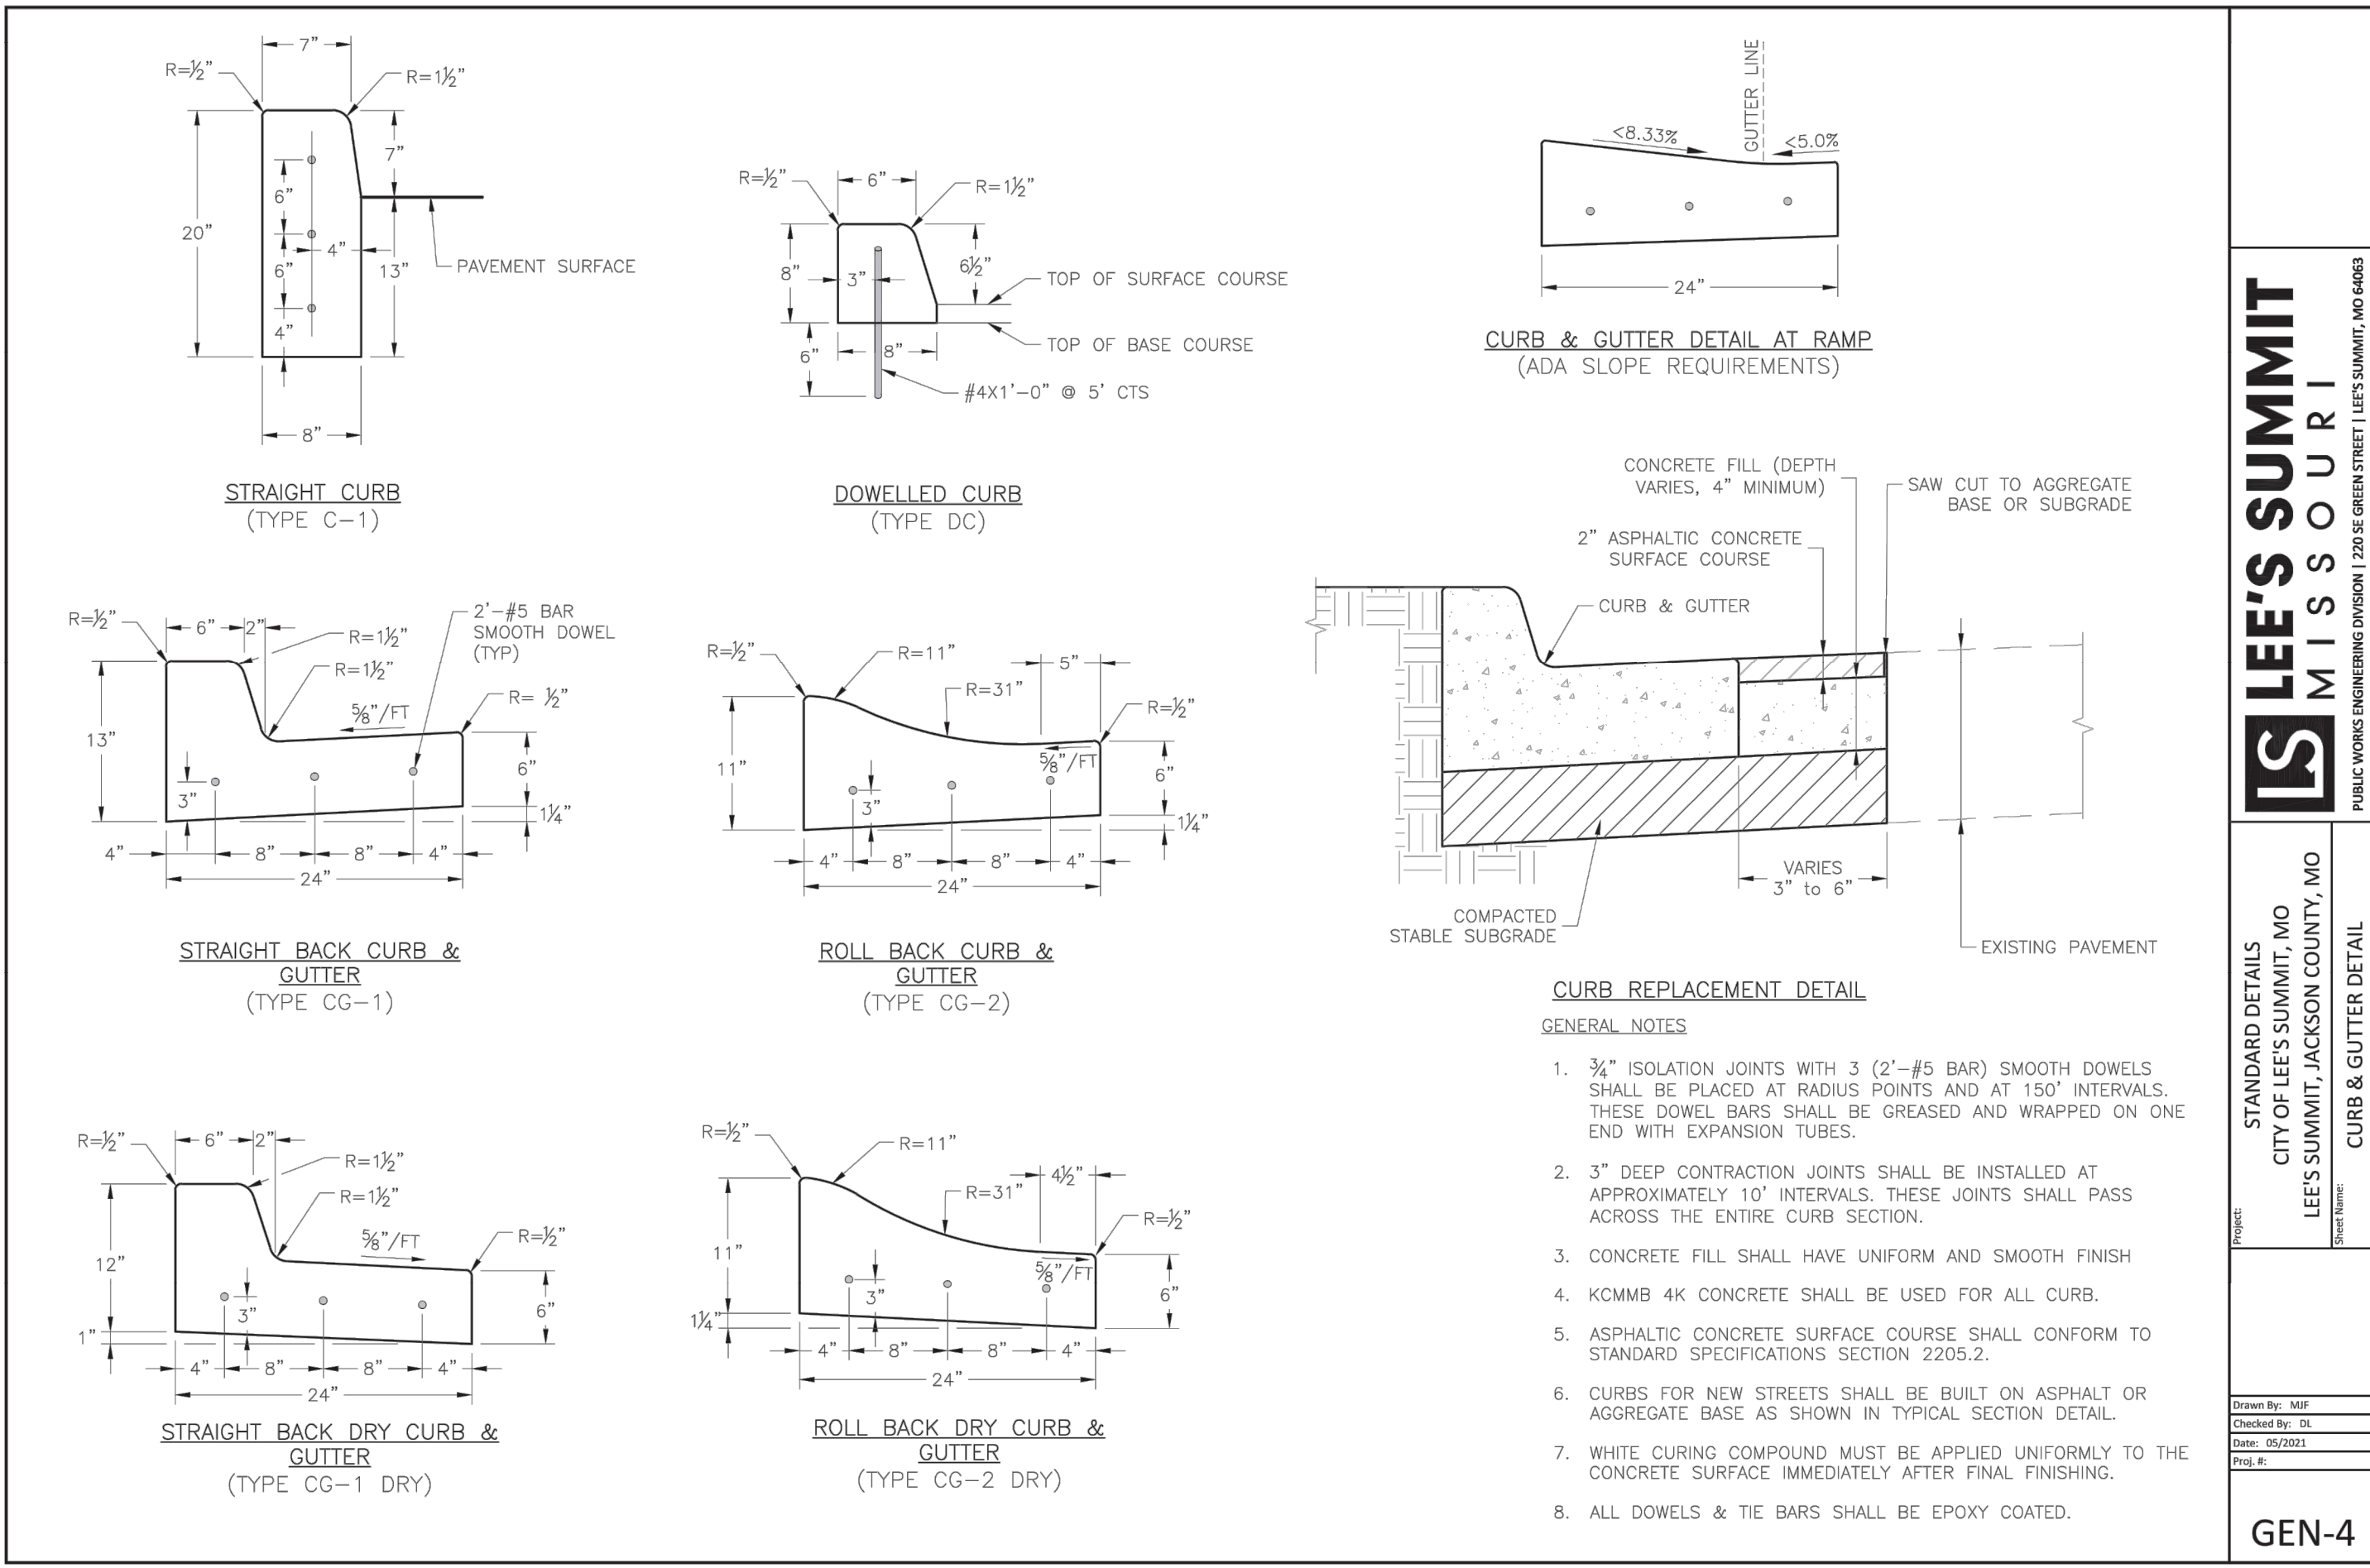 7"
R=½"
R=1½"
7"
6"
20"
4"
6"
13"
PAVEMENT SURFACE
4"
8"
STRAIGHT CURB
(TYPE C-1)
R=½"
6"
R=1½"
8"
3"
6½"
TOP OF SURFACE COURSE
TOP OF BASE COURSE
6"
8"
#4X1'-0" @ 5' CTS
DOWELLED CURB
(TYPE DC)
GUTTER LINE
<8.33%
<5.0%
24"
CURB & GUTTER DETAIL AT RAMP
(ADA SLOPE REQUIREMENTS)
R=½"
6"
2"
R=1½"
R=1½"
2'-#5 BAR
SMOOTH DOWEL
(TYP)
R= ½"
⅝"/FT
13"
3"
6"
1¼"
4"
8"
8"
4"
24"
STRAIGHT BACK CURB &
GUTTER
(TYPE CG-1)
R=½"
R=11"
R=31"
5"
R=½"
⅝"/FT
11"
3"
6"
1¼"
4"
8"
8"
4"
24"
ROLL BACK CURB &
GUTTER
(TYPE CG-2)
CONCRETE FILL (DEPTH
VARIES, 4" MINIMUM)
SAW CUT TO AGGREGATE
BASE OR SUBGRADE
2" ASPHALTIC CONCRETE
SURFACE COURSE
CURB & GUTTER
VARIES
3" to 6"
COMPACTED
STABLE SUBGRADE
EXISTING PAVEMENT
CURB REPLACEMENT DETAIL
R=½"
6"
2"
R=1½"
R=1½"
⅝"/FT
R=½"
12"
3"
6"
1"
4"
8"
8"
4"
24"
STRAIGHT BACK DRY CURB &
GUTTER
(TYPE CG-1 DRY)
R=½"
R=11"
R=31"
4½"
R=½"
⅝"/FT
11"
3"
6"
1¼"
4"
8"
8"
4"
24"
ROLL BACK DRY CURB &
GUTTER
(TYPE CG-2 DRY)
GENERAL NOTES
1. ¾" ISOLATION JOINTS WITH 3 (2'-#5 BAR) SMOOTH DOWELS
SHALL BE PLACED AT RADIUS POINTS AND AT 150' INTERVALS.
THESE DOWEL BARS SHALL BE GREASED AND WRAPPED ON ONE
END WITH EXPANSION TUBES.
2. 3" DEEP CONTRACTION JOINTS SHALL BE INSTALLED AT
APPROXIMATELY 10' INTERVALS. THESE JOINTS SHALL PASS
ACROSS THE ENTIRE CURB SECTION.
3. CONCRETE FILL SHALL HAVE UNIFORM AND SMOOTH FINISH
4. KCMMB 4K CONCRETE SHALL BE USED FOR ALL CURB.
5. ASPHALTIC CONCRETE SURFACE COURSE SHALL CONFORM TO
STANDARD SPECIFICATIONS SECTION 2205.2.
6. CURBS FOR NEW STREETS SHALL BE BUILT ON ASPHALT OR
AGGREGATE BASE AS SHOWN IN TYPICAL SECTION DETAIL.
7. WHITE CURING COMPOUND MUST BE APPLIED UNIFORMLY TO THE
CONCRETE SURFACE IMMEDIATELY AFTER FINAL FINISHING.
8. ALL DOWELS & TIE BARS SHALL BE EPOXY COATED.
LS LEE'S SUMMIT
MISSOURI
PUBLIC WORKS ENGINEERING DIVISION | 220 SE GREEN STREET | LEE'S SUMMIT, MO 64063
Project:
STANDARD DETAILS
CITY OF LEE'S SUMMIT, MO
LEE'S SUMMIT, JACKSON COUNTY, MO
Sheet Name:
CURB & GUTTER DETAIL
Drawn By: MJF
Checked By: DL
Date: 05/2021
Proj. #:
GEN-4